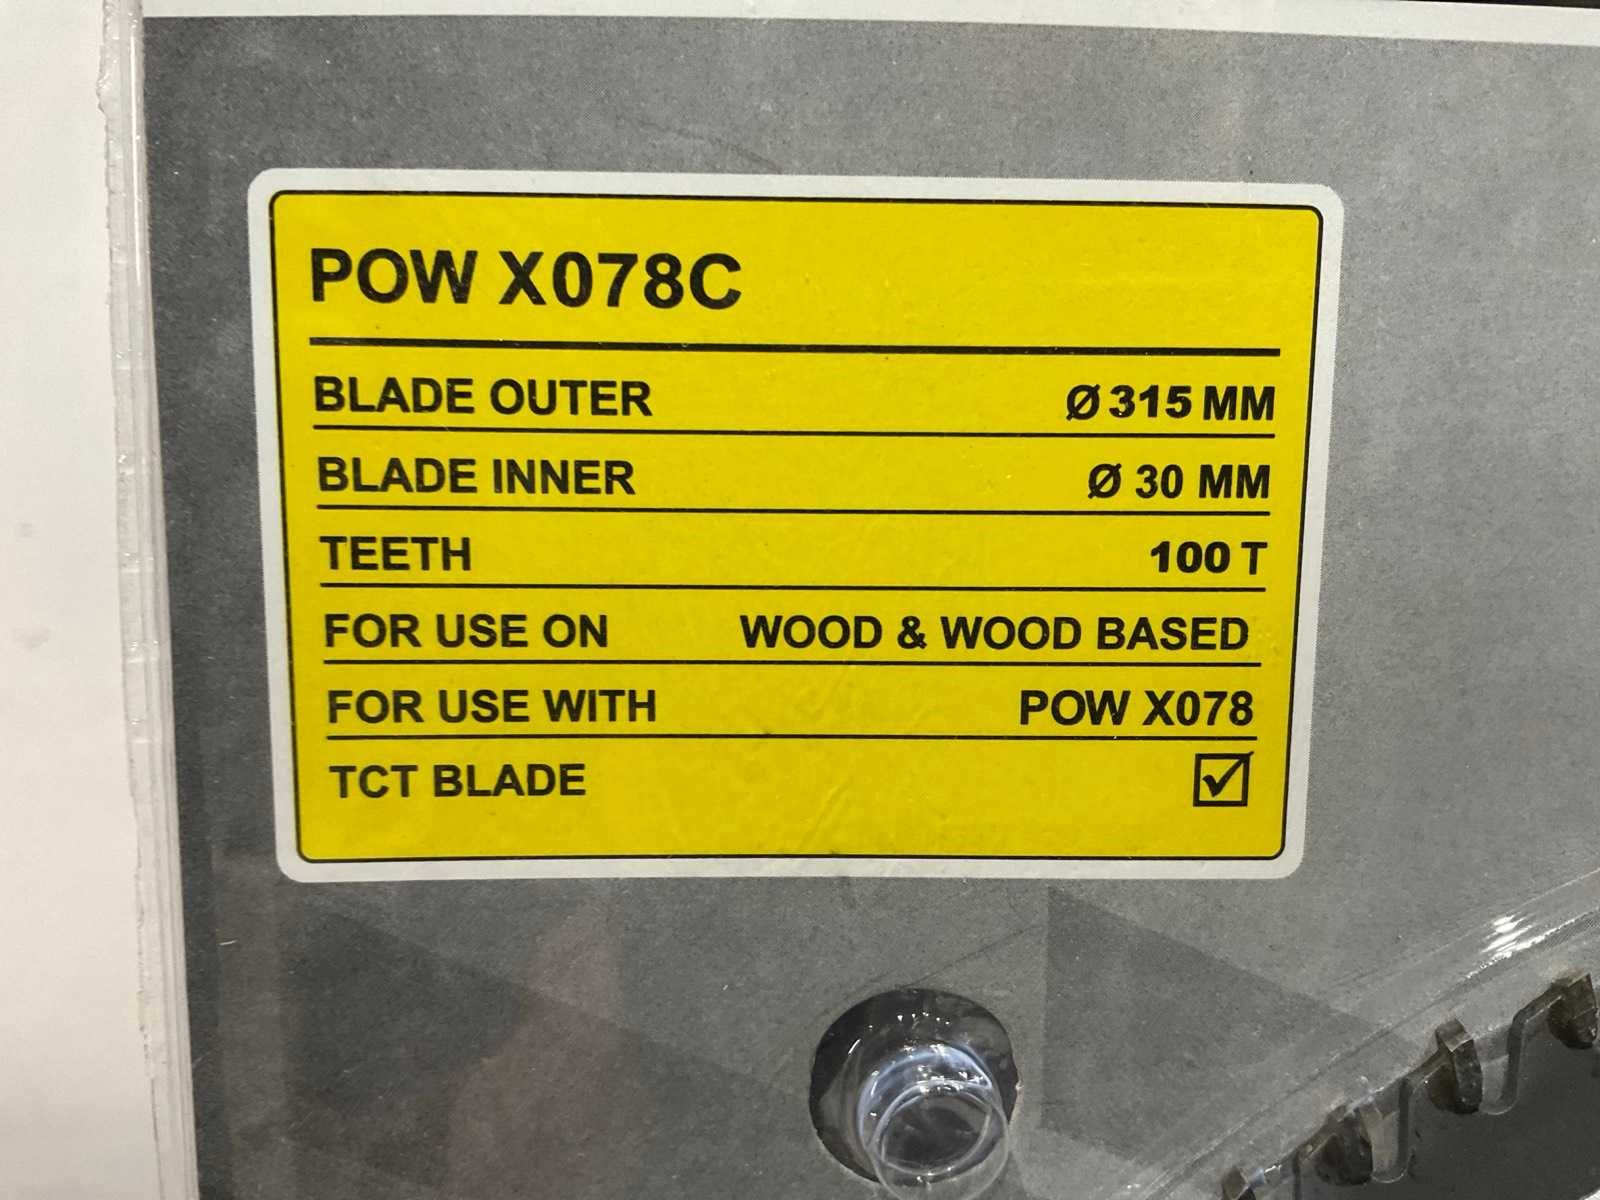 POW X078C
BLADE OUTER Ø 315 MM
BLADE INNER Ø 30 MM
TEETH 100 T
FOR USE ON WOOD & WOOD BASED
FOR USE WITH POW X078
TCT BLADE ☑